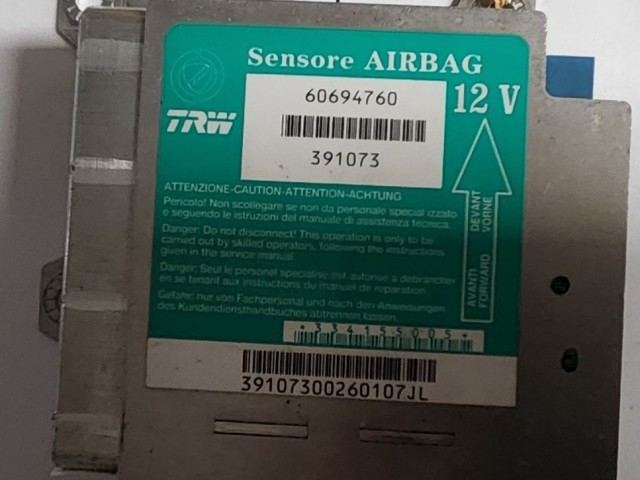 Sensore AIRBAG
60694760
12 V
TRW
391073
ATTENZIONE-CAUTION-ATTENTION-ACHTUNG
Pericolo! Non scollegare se non da personale specializzato
e seguendo le istruzioni del manuale di assistenza tecnica.
Danger: Do not disconnect! This operation is only to be
carried out by skilled operators, following the instructions
given in the service manual.
Danger: Seul le personel specialise est autorise a debrancher
en se tenant aux instructions du manuel de reparation
Gefahr: nur von Fachpersonal und nach den Anweisungen
des Kundendiensthandbuches abtrennen lassen.
AVANTI DEVANT
FORWARD VORNE
*334155005*
39107300260107JL